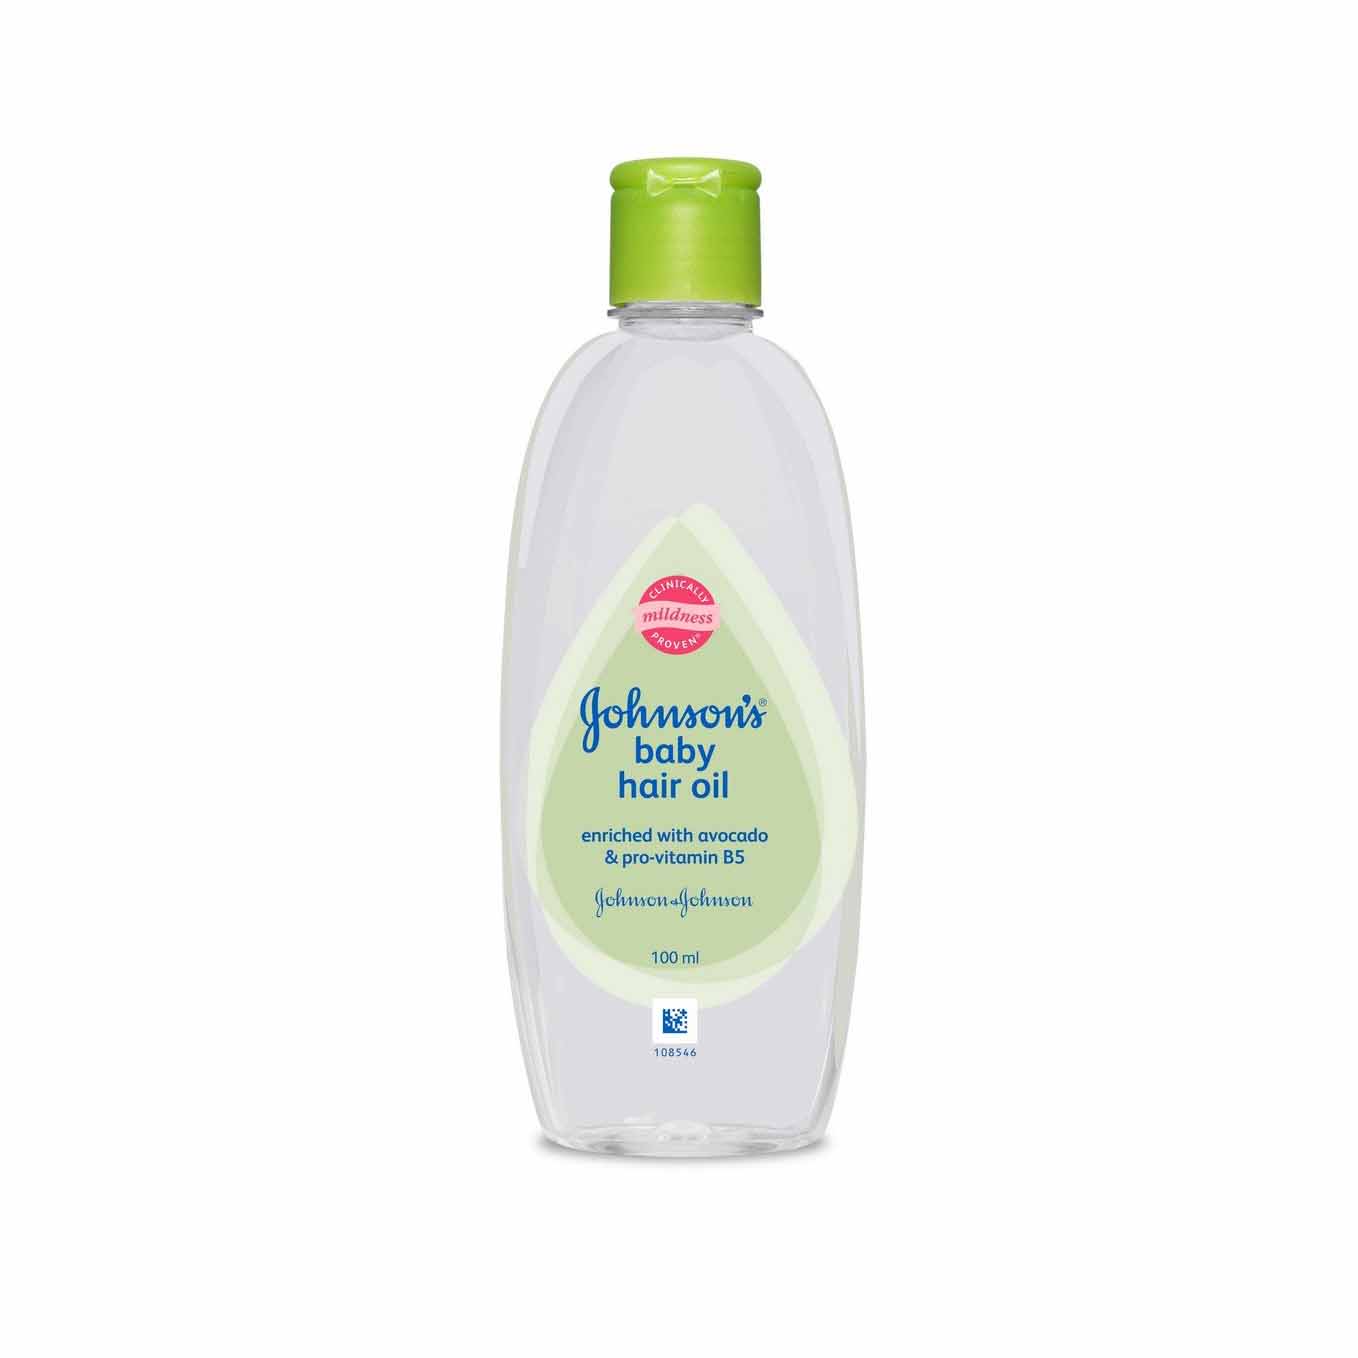 CLINICALLY
mildness
PROVEN®
Johnson's®
baby
hair oil
enriched with avocado
& pro-vitamin B5
Johnson & Johnson
100 ml
108546